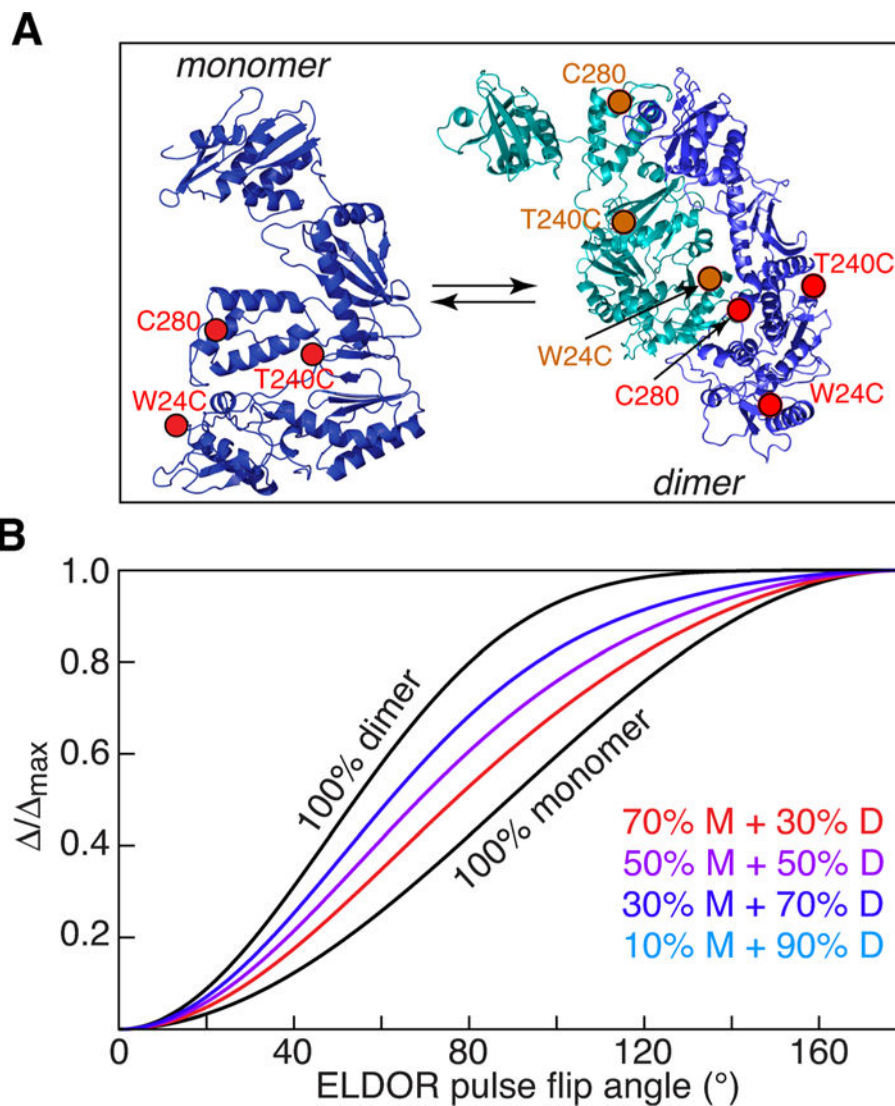 A
monomer
dimer
C280
T240C
W24C
C280
T240C
W24C
T240C
C280
W24C
B
Δ/Δmax
1.0
0.8
0.6
0.4
0.2
100% dimer
100% monomer
70% M + 30% D
50% M + 50% D
30% M + 70% D
10% M + 90% D
0 40 80 120 160
ELDOR pulse flip angle (°)